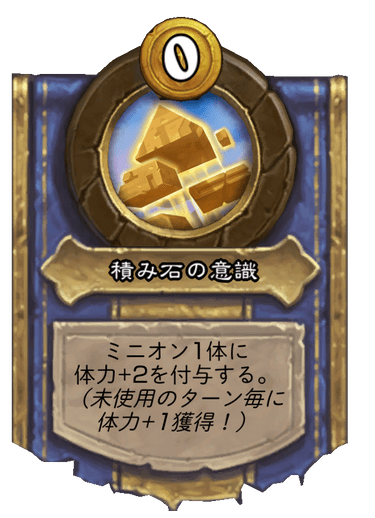 0
積み石の意識
ミニオン1体に
体力+2を付与する。
(未使用のターン毎に
体力+1獲得!)